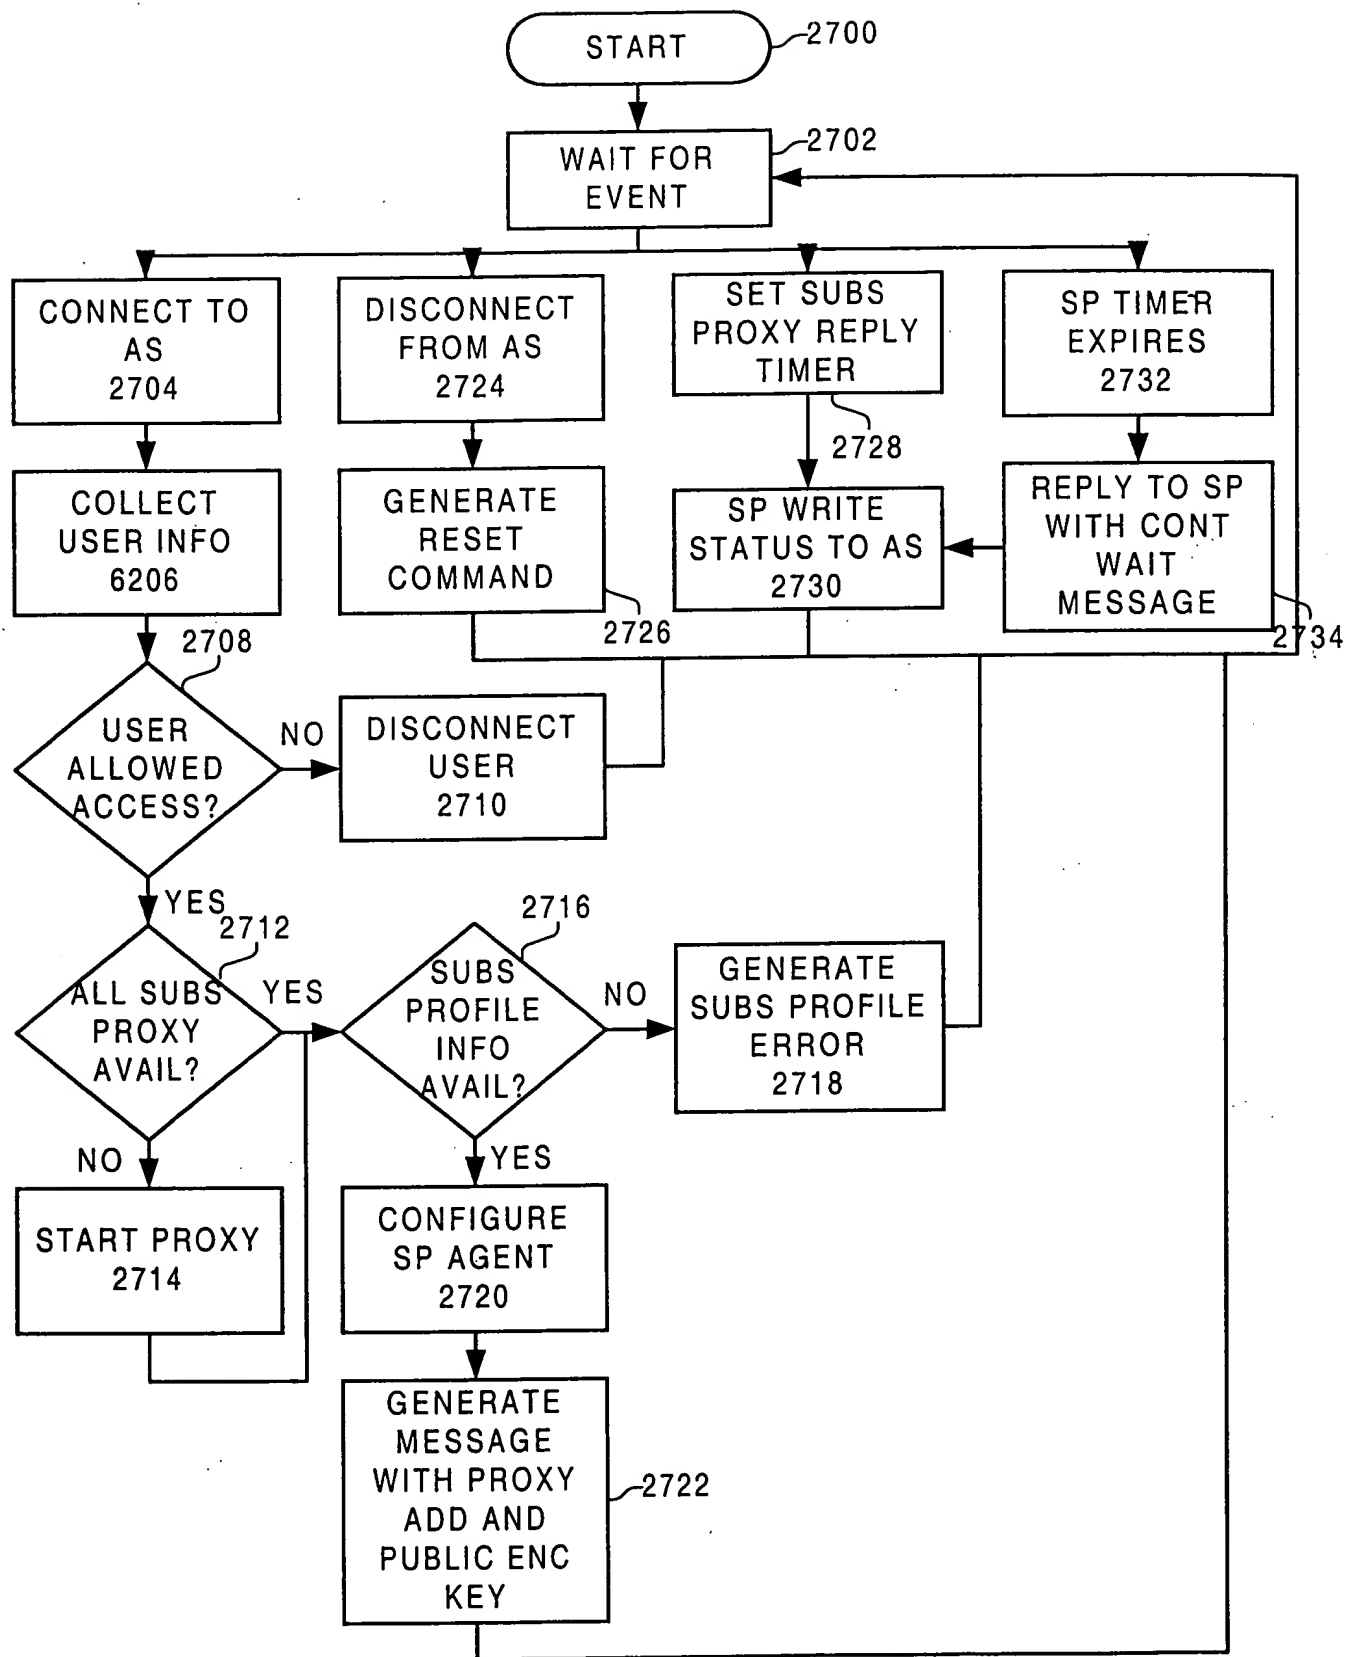 START
2700
WAIT FOR
EVENT
2702
CONNECT TO
AS
2704
DISCONNECT
FROM AS
2724
SET SUBS
PROXY REPLY
TIMER
2728
SP TIMER
EXPIRES
2732
COLLECT
USER INFO
6206
GENERATE
RESET
COMMAND
2726
SP WRITE
STATUS TO AS
2730
REPLY TO SP
WITH CONT
WAIT
MESSAGE
2734
2708
USER
ALLOWED
ACCESS?
NO
DISCONNECT
USER
2710
YES
2712
ALL SUBS
PROXY
AVAIL?
YES
2716
SUBS
PROFILE
INFO
AVAIL?
NO
GENERATE
SUBS PROFILE
ERROR
2718
NO
START PROXY
2714
YES
CONFIGURE
SP AGENT
2720
GENERATE
MESSAGE
WITH PROXY
ADD AND
PUBLIC ENC
KEY
2722